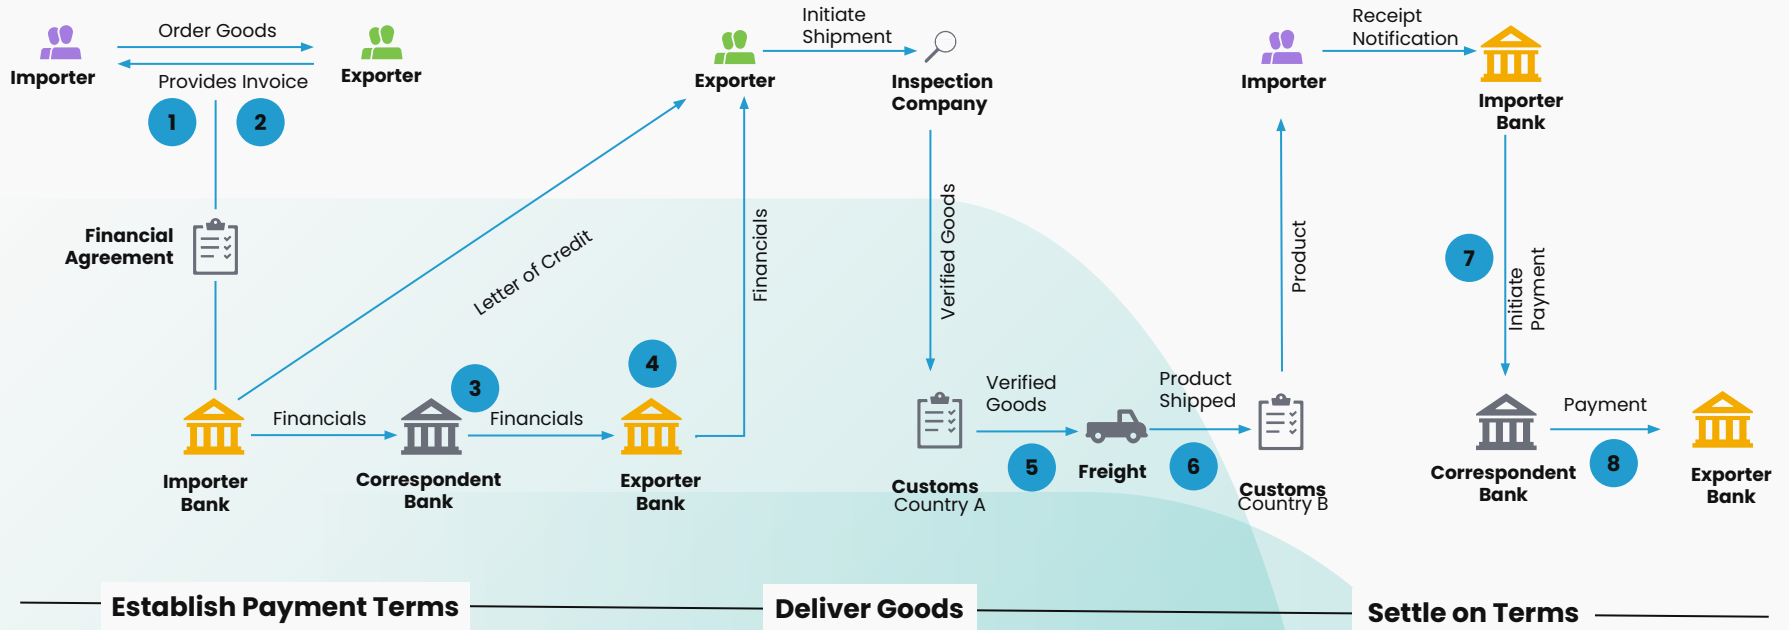 Order Goods
Importer
Exporter
Provides Invoice
1
2
Financial
Agreement
Letter of Credit
Financials
3
Financials
4
Importer
Bank
Correspondent
Bank
Exporter
Bank
Financials
Exporter
Initiate
Shipment
Inspection
Company
Verified Goods
Verified
Goods
5
Customs
Country A
Freight
Product
Shipped
6
Customs
Country B
Product
Importer
Receipt
Notification
Importer
Bank
7
Initiate
Payment
Correspondent
Bank
Payment
8
Exporter
Bank
Establish Payment Terms
Deliver Goods
Settle on Terms